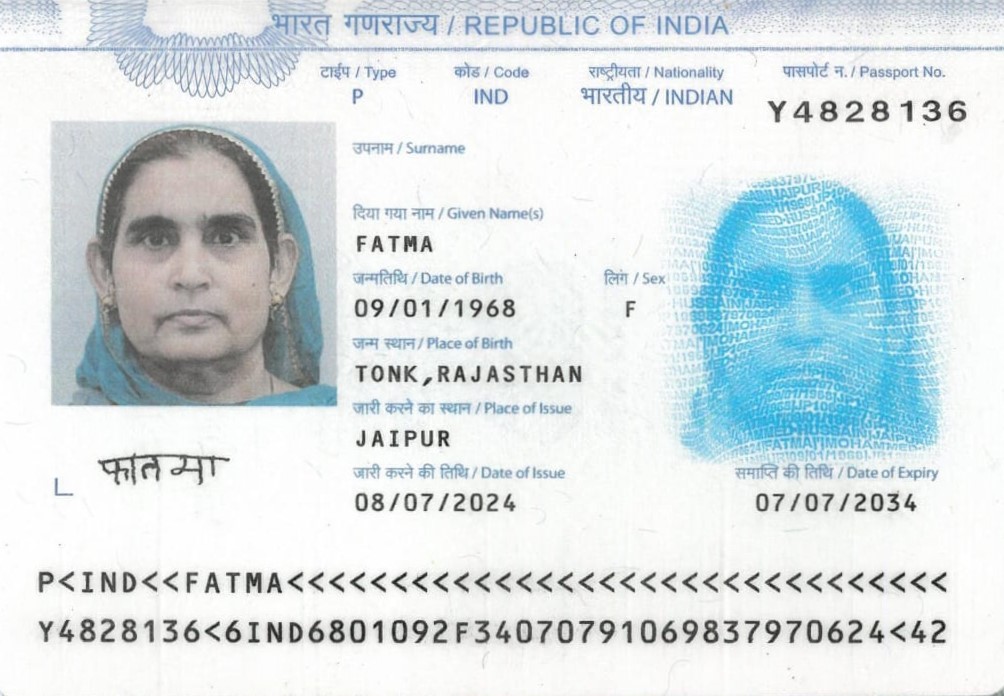 भारत गणराज्य / REPUBLIC OF INDIA
टाईप / Type कोड / Code राष्ट्रीयता / Nationality पासपोर्ट न. / Passport No.
P IND भारतीय / INDIAN Y4828136
उपनाम / Surname
दिया गया नाम / Given Name(s)
FATMA
जन्मतिथि / Date of Birth लिंग / Sex
09/01/1968 F
जन्म स्थान / Place of Birth
TONK,RAJASTHAN
जारी करने का स्थान / Place of Issue
JAIPUR
जारी करने की तिथि / Date of Issue समाप्ति की तिथि / Date of Expiry
08/07/2024 07/07/2034
P<IND<<FATMA<<<<<<<<<<<<<<<<<<<<<<<<<<<<<<<<
Y4828136<6IND6801092F34070791069837970624<42